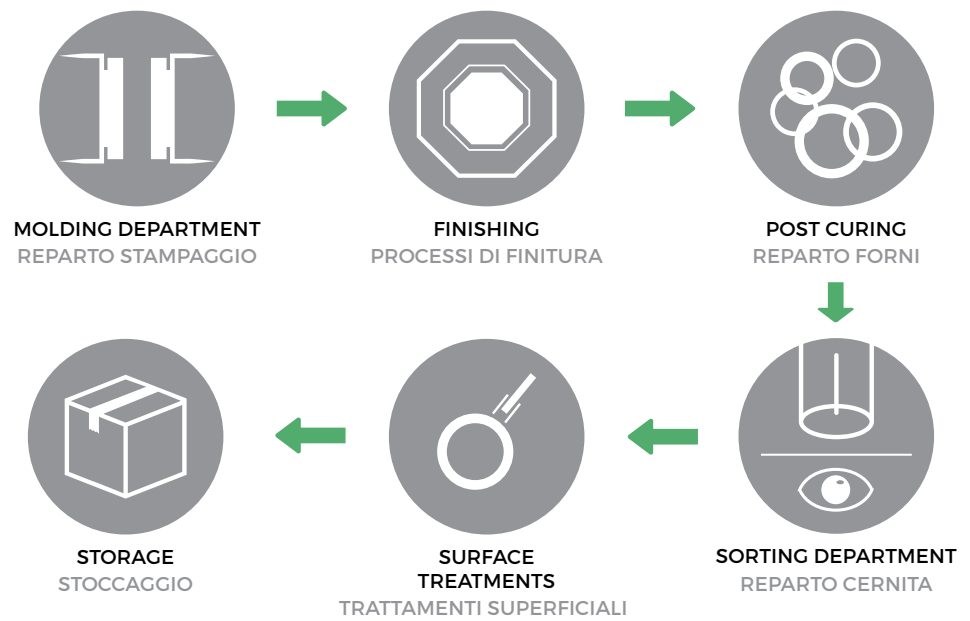 MOLDING DEPARTMENT
REPARTO STAMPAGGIO
FINISHING
PROCESSI DI FINITURA
POST CURING
REPARTO FORNI
STORAGE
STOCCAGGIO
SURFACE
TREATMENTS
TRATTAMENTI SUPERFICIALI
SORTING DEPARTMENT
REPARTO CERNITA